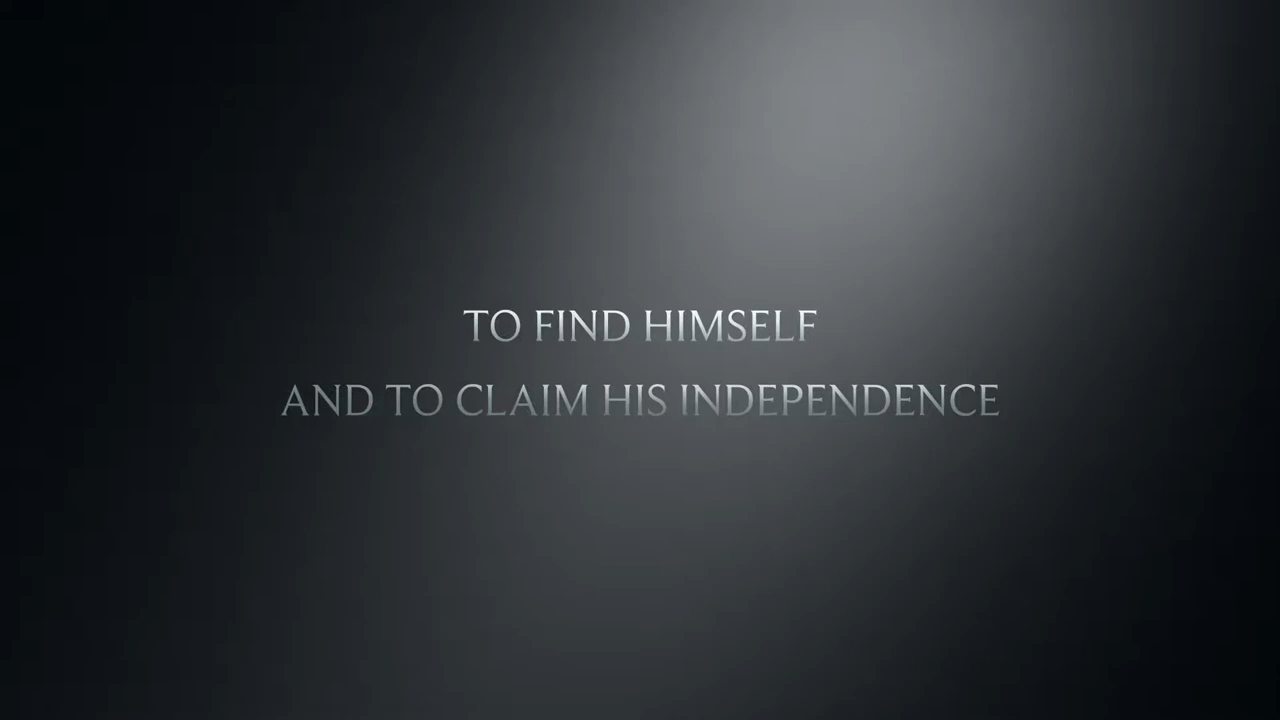 TO FIND HIMSELF
AND TO CLAIM HIS INDEPENDENCE